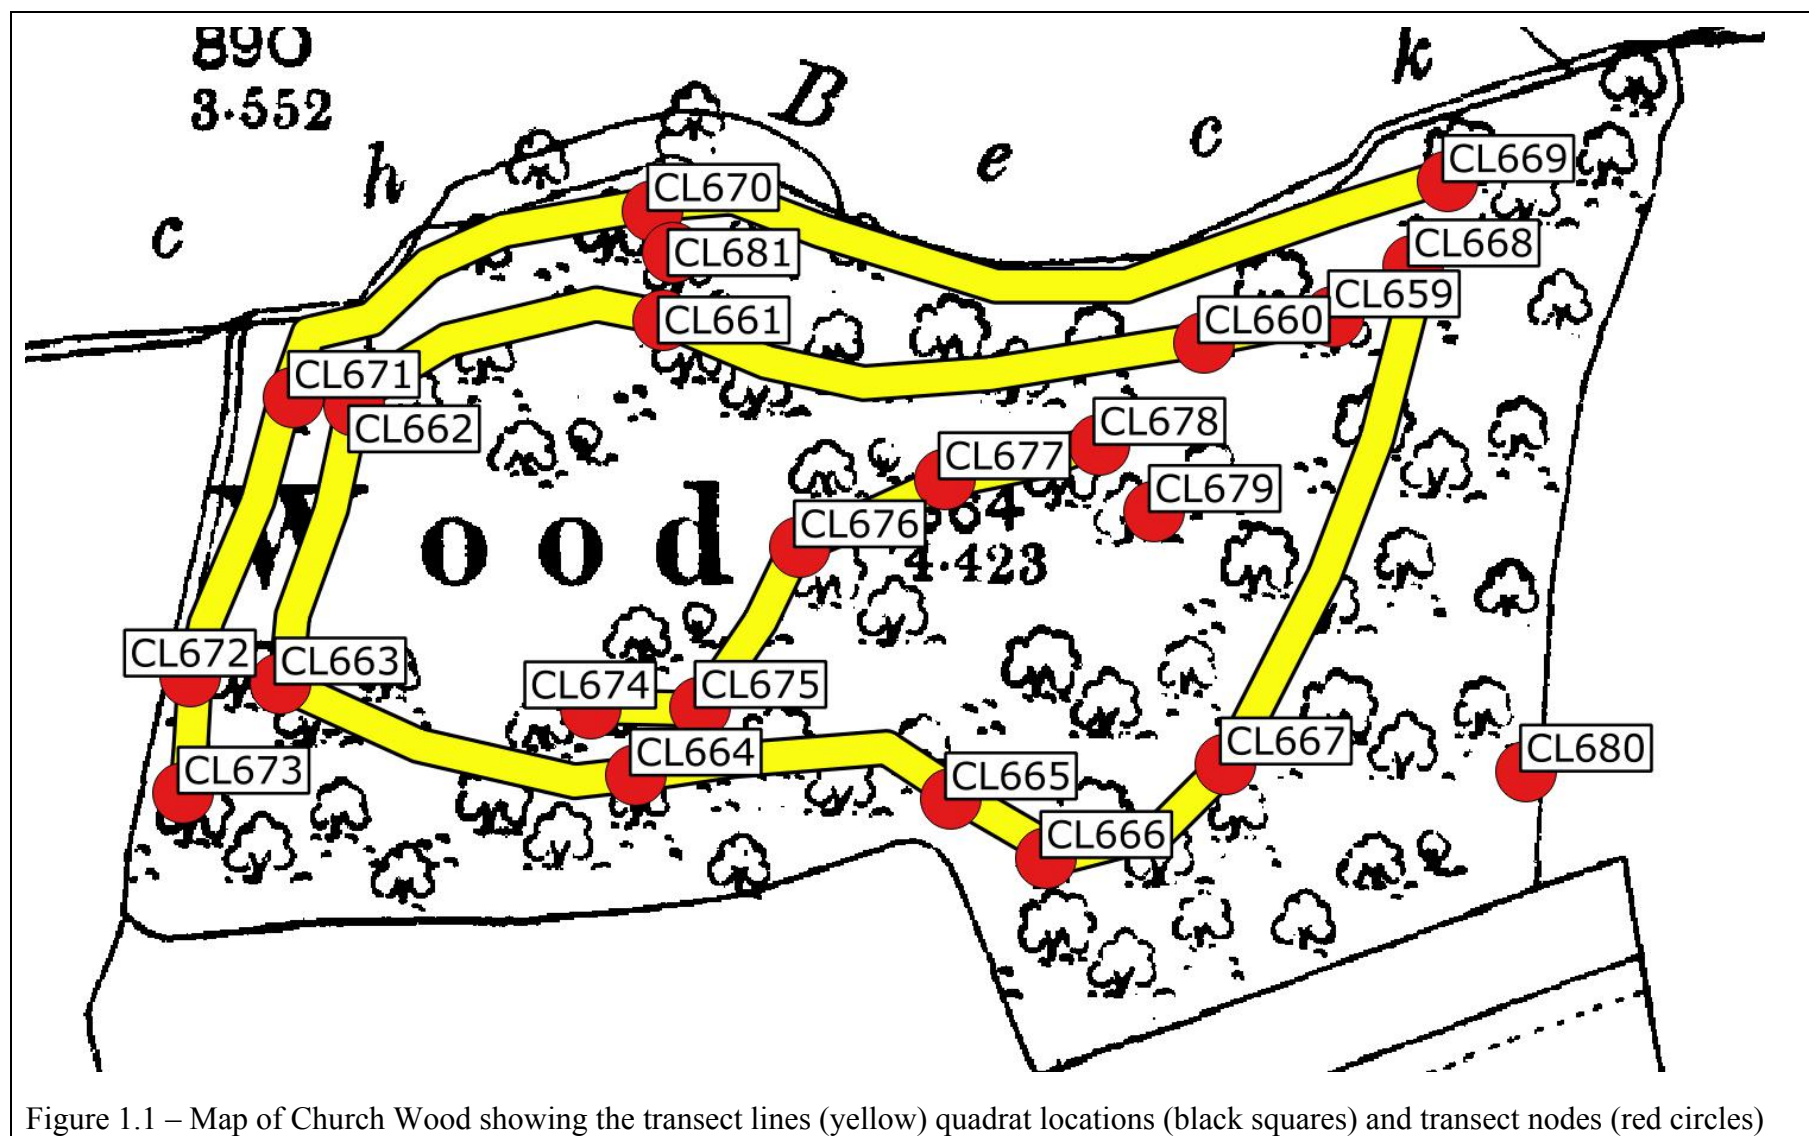 890
3·552
B
k
h
e
c
c
CL669
CL670
CL668
CL681
CL659
CL660
CL661
CL671
CL662
CL678
CL677
CL679
W o o d
CL676
4·423
CL672
CL663
CL674
CL675
CL664
CL667
CL680
CL673
CL665
CL666
Figure 1.1 – Map of Church Wood showing the transect lines (yellow) quadrat locations (black squares) and transect nodes (red circles)